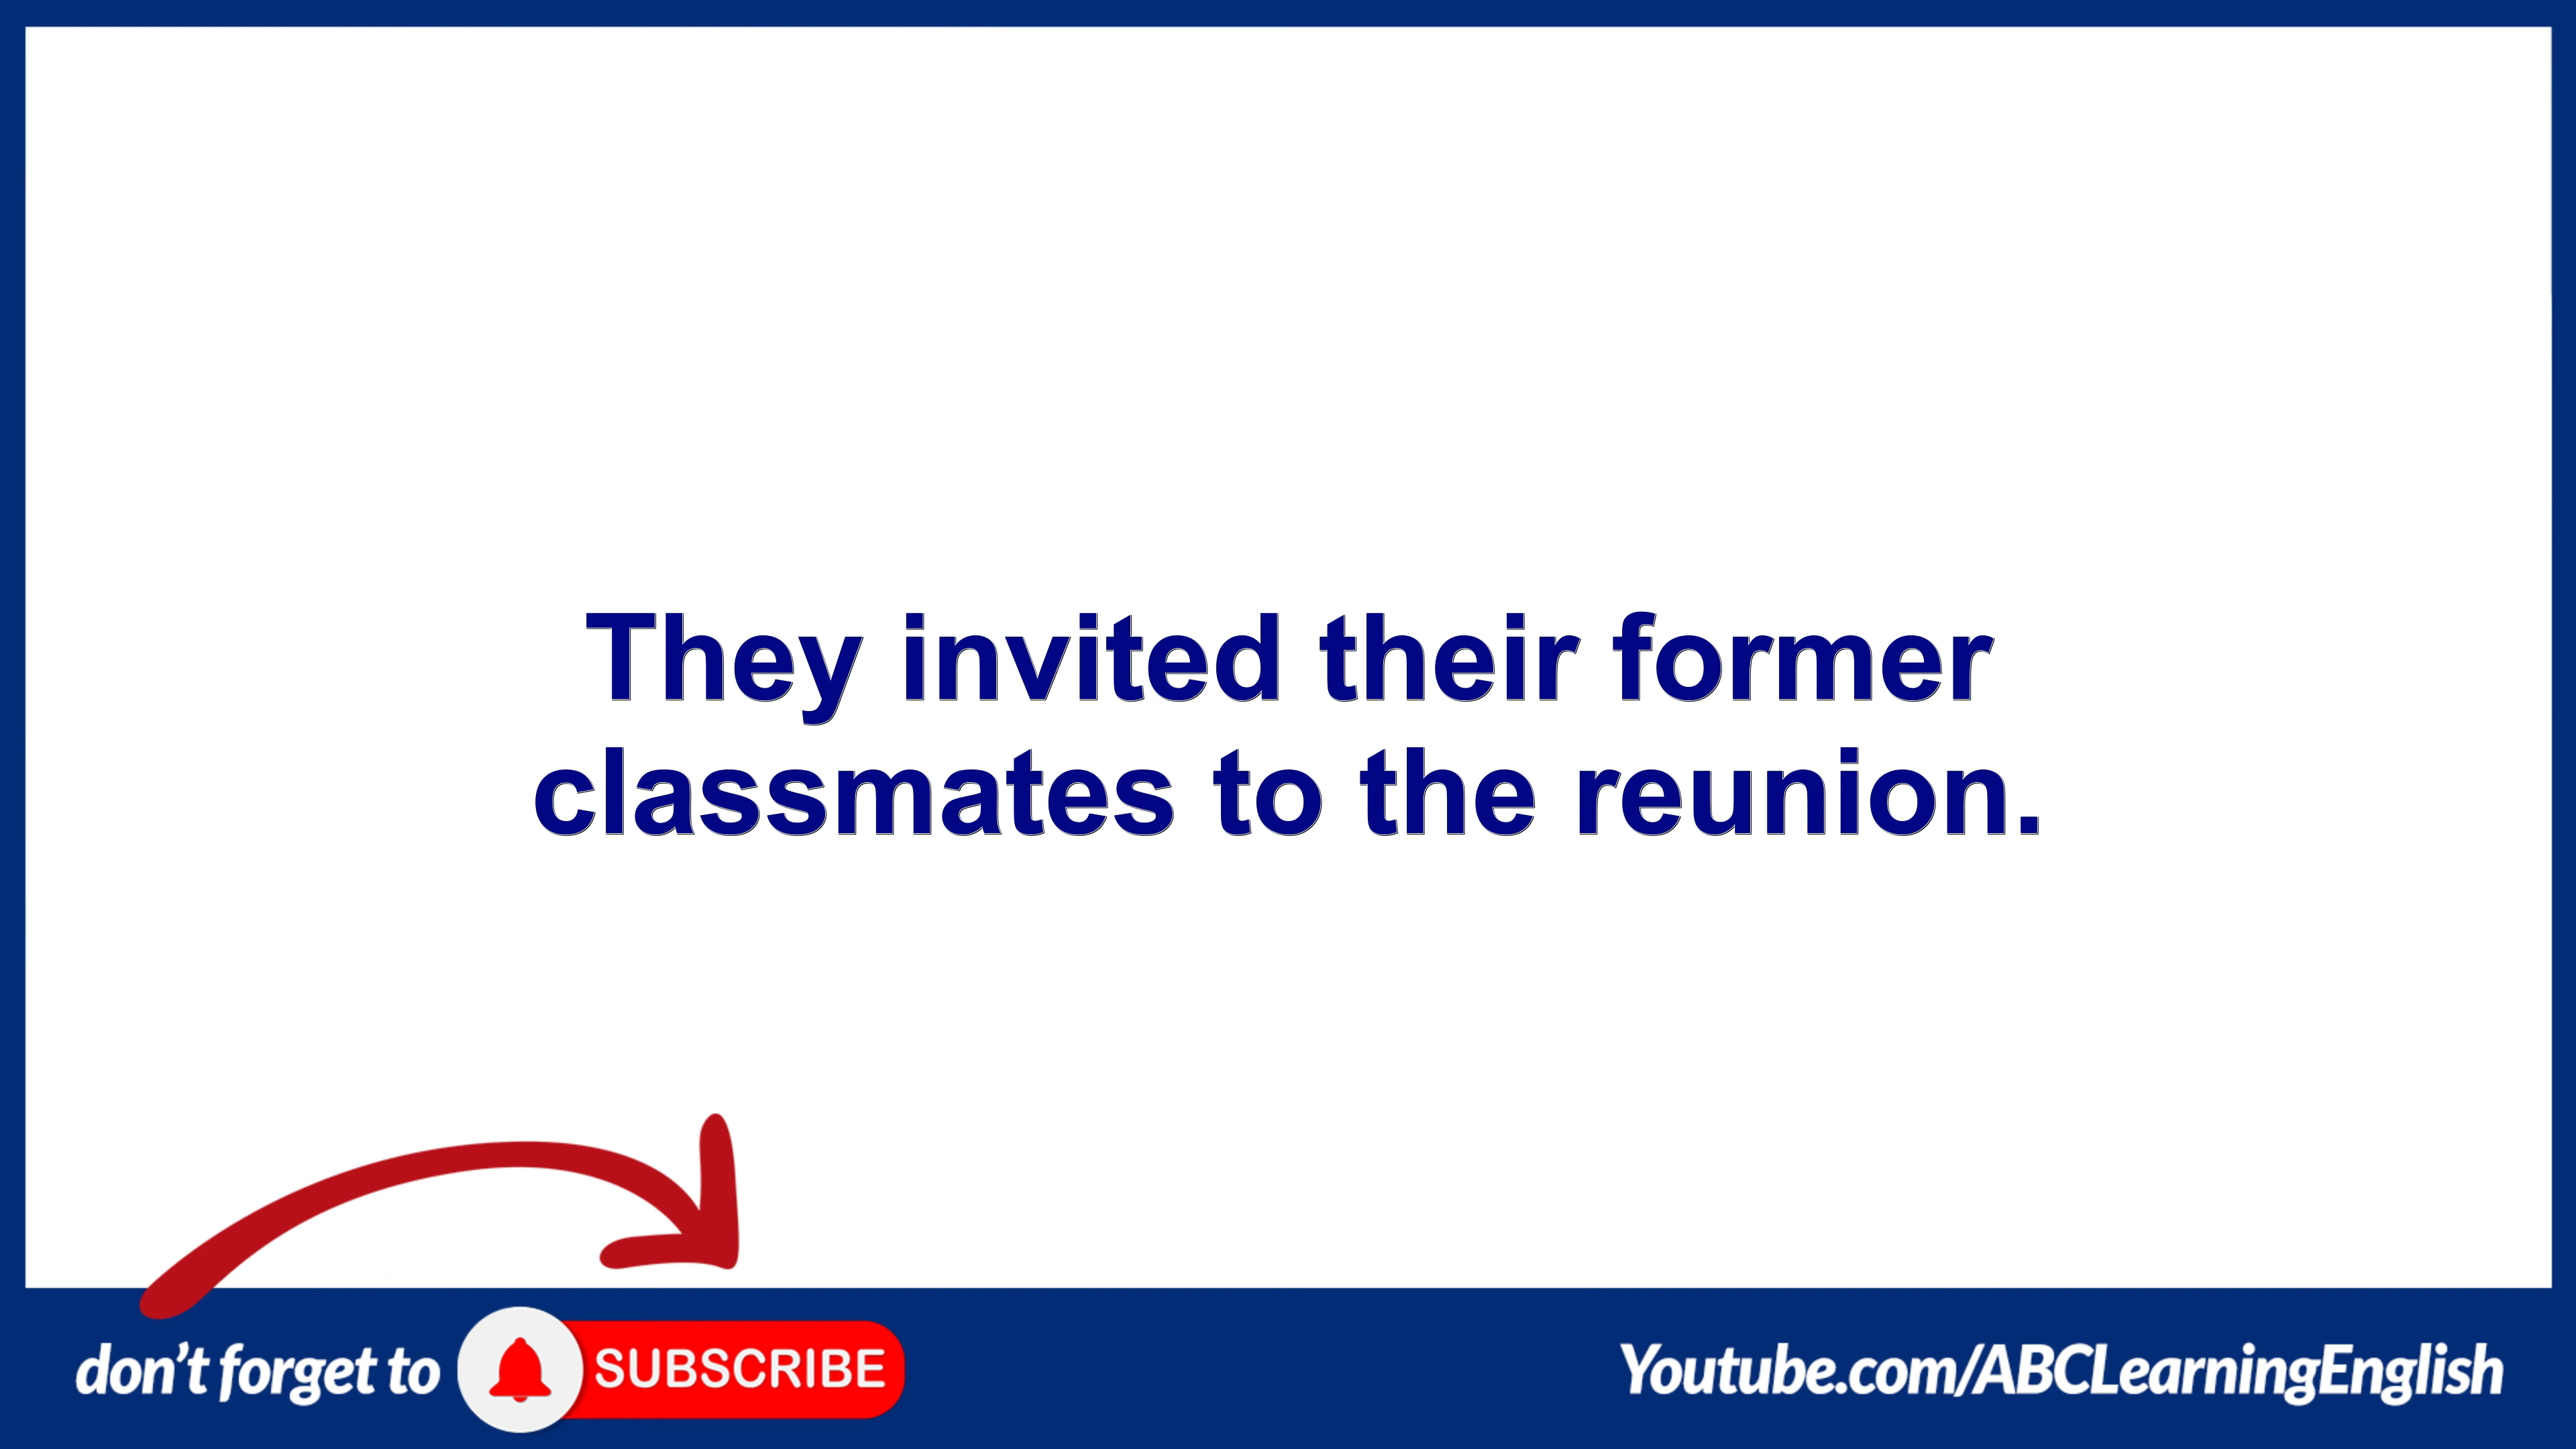 They invited their former
classmates to the reunion.
don't forget to SUBSCRIBE
Youtube.com/ABCLearningEnglish